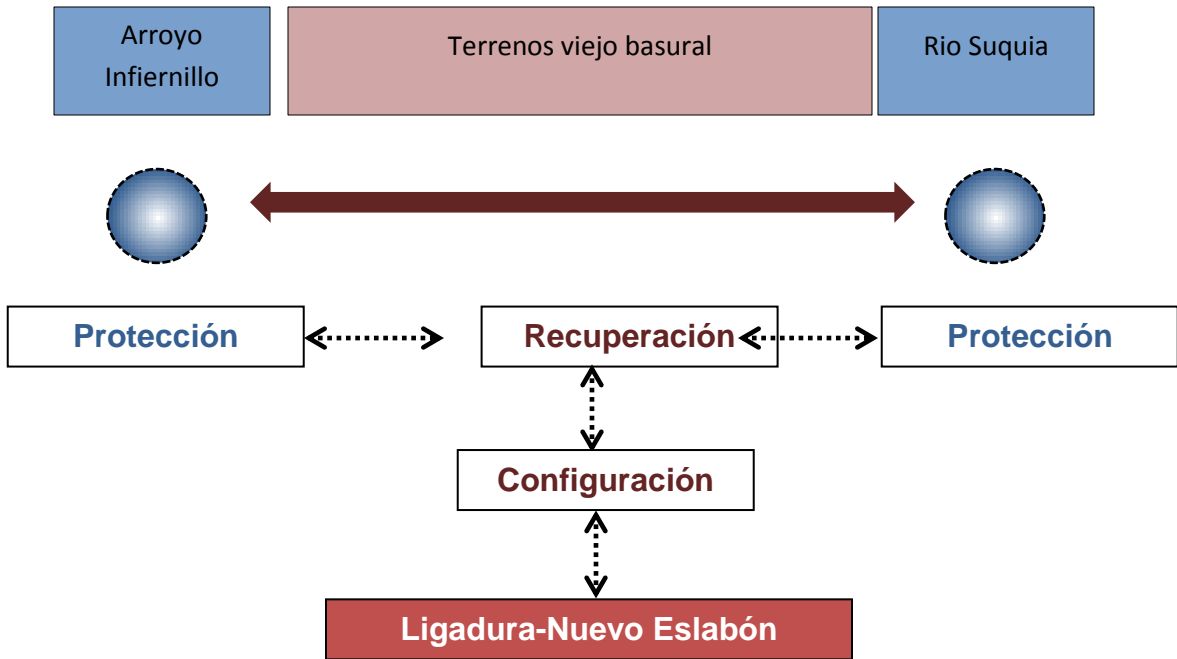 Arroyo
Infiernillo
Terrenos viejo basural
Rio Suquia
Protección
Recuperación
Protección
Configuración
Ligadura-Nuevo Eslabón